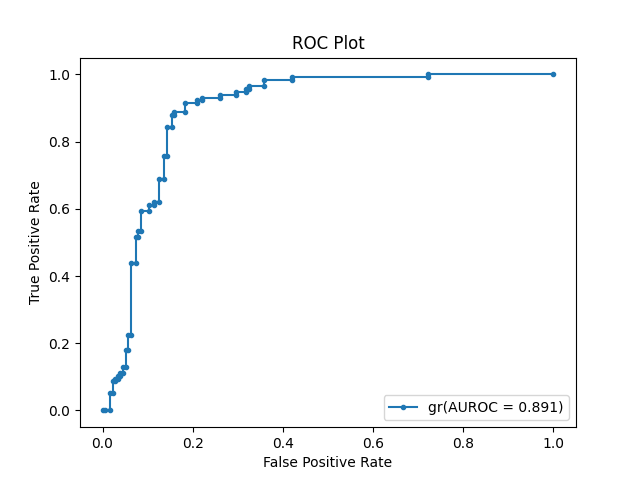 ROC Plot
True Positive Rate
1.0
0.8
0.6
0.4
0.2
0.0
gr(AUROC = 0.891)
0.0 0.2 0.4 0.6 0.8 1.0
False Positive Rate